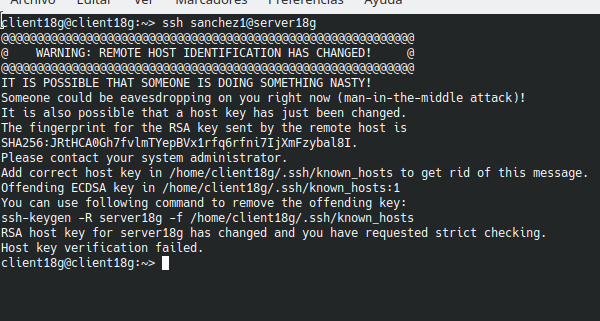 Archivo Editar Ver Marcadores Preferencias Ayuda
client18g@client18g:~> ssh sanchez1@server18g
@@@@@@@@@@@@@@@@@@@@@@@@@@@@@@@@@@@@@@@@@@@@@@@@@@@@@@@@@@@
@    WARNING: REMOTE HOST IDENTIFICATION HAS CHANGED!     @
@@@@@@@@@@@@@@@@@@@@@@@@@@@@@@@@@@@@@@@@@@@@@@@@@@@@@@@@@@@
IT IS POSSIBLE THAT SOMEONE IS DOING SOMETHING NASTY!
Someone could be eavesdropping on you right now (man-in-the-middle attack)!
It is also possible that a host key has just been changed.
The fingerprint for the RSA key sent by the remote host is
SHA256:JRtHCA0Gh7fvlmTYepBVx1rfq6rfni7IjXmFzybal8I.
Please contact your system administrator.
Add correct host key in /home/client18g/.ssh/known_hosts to get rid of this message.
Offending ECDSA key in /home/client18g/.ssh/known_hosts:1
You can use following command to remove the offending key:
ssh-keygen -R server18g -f /home/client18g/.ssh/known_hosts
RSA host key for server18g has changed and you have requested strict checking.
Host key verification failed.
client18g@client18g:~>